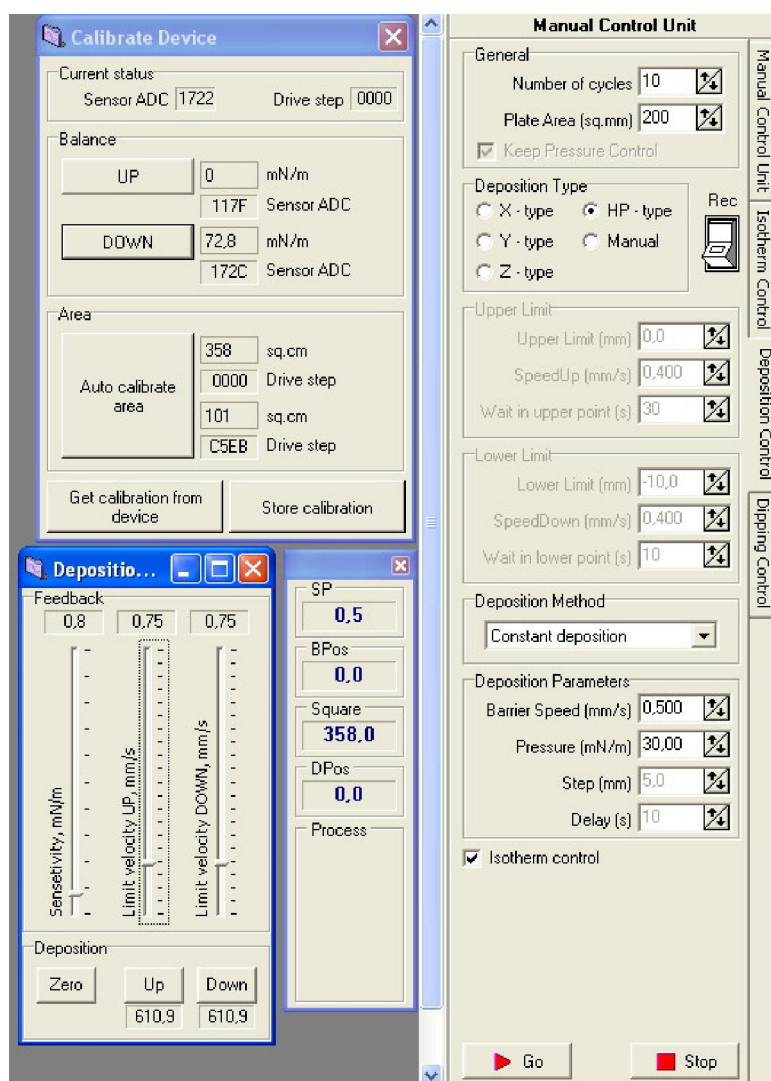 Calibrate Device
Current status
Sensor ADC 1722 Drive step 0000
Balance
UP 0 mN/m
117F Sensor ADC
DOWN 72,8 mN/m
172C Sensor ADC
Area
Auto calibrate area
358 sq.cm
0000 Drive step
101 sq.cm
C5EB Drive step
Get calibration from device
Store calibration
Depositio...
Feedback
0,8 0,75 0,75
Sensetivity, mN/m
Limit velocity UP, mm/s
Limit velocity DOWN, mm/s
Deposition
Zero Up Down
610,9 610,9
SP
0,5
BPos
0,0
Square
358,0
DPos
0,0
Process
Manual Control Unit
General
Number of cycles 10
Plate Area (sq.mm) 200
Keep Pressure Control
Deposition Type
X - type HP - type
Y - type Manual
Z - type
Rec
Upper Limit
Upper Limit (mm) 0,0
SpeedUp (mm/s) 0,400
Wait in upper point (s) 30
Lower Limit
Lower Limit (mm) -10,0
SpeedDown (mm/s) 0,400
Wait in lower point (s) 10
Deposition Method
Constant deposition
Deposition Parameters
Barrier Speed (mm/s) 0,500
Pressure (mN/m) 30,00
Step (mm) 5,0
Delay (s) 10
Isotherm control
Go Stop
Manual Control Unit
Isotherm Control
Deposition Control
Dipping Control